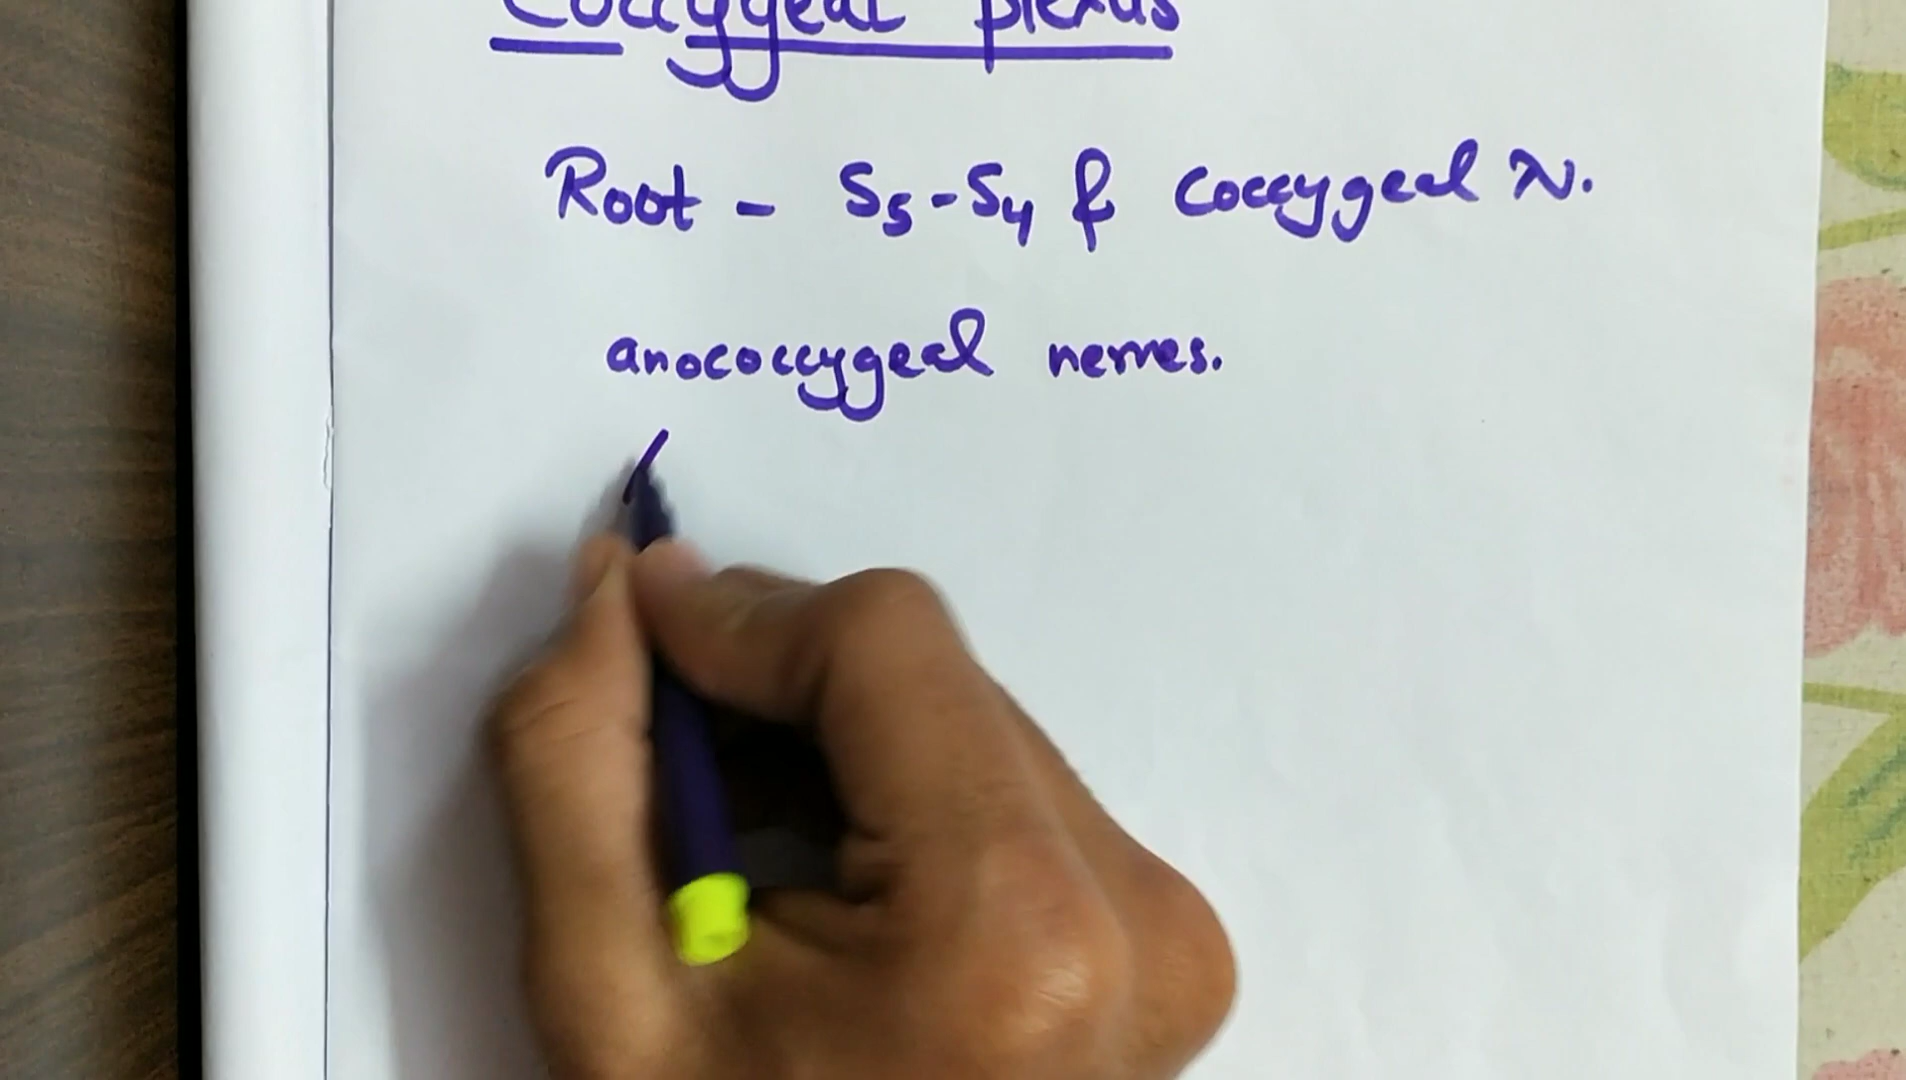 Coccygeal plexus
Root - S5-S4 & Coccygeal N.
anococcygeal nerves.